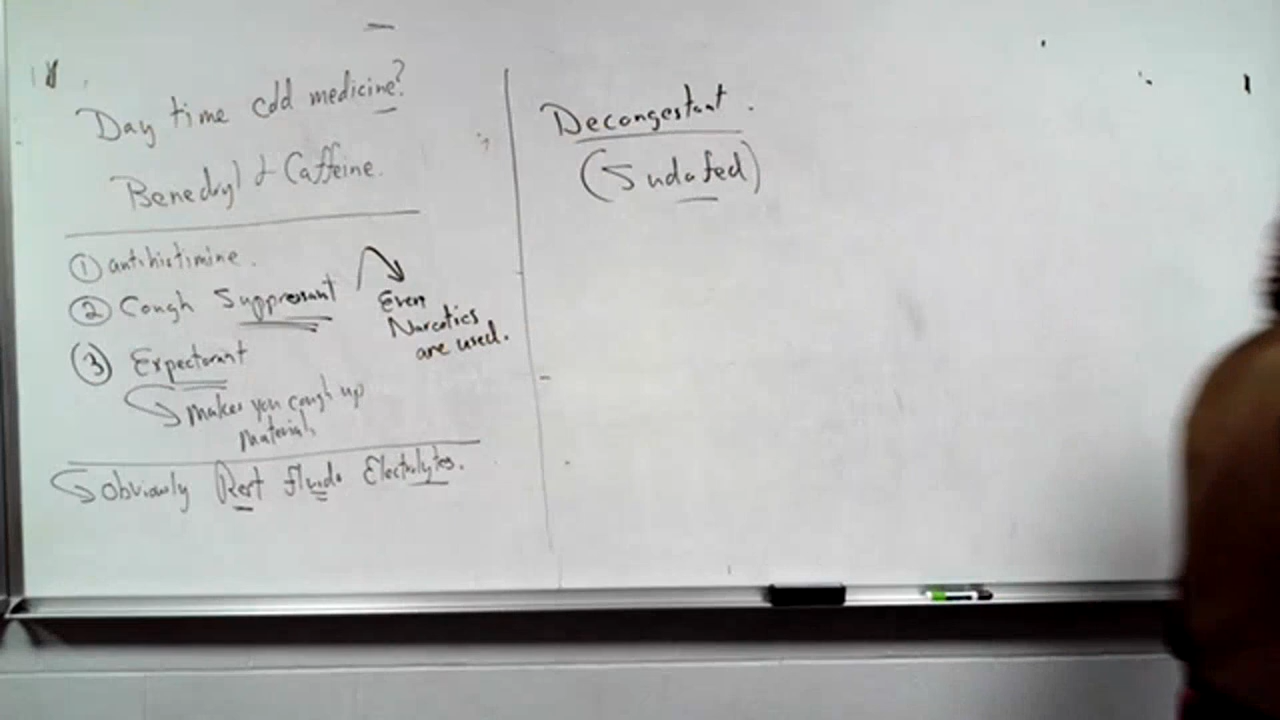 Day time cold medicine?
Benedryl & Caffeine.
① antihistimine.
② Cough Suppressant
Even
Narcotics
are used.
③ Expectorant
Makes you cough up
Materials
Obviously Rest fluids Electrolytes.
Decongestant.
(Sudafed)